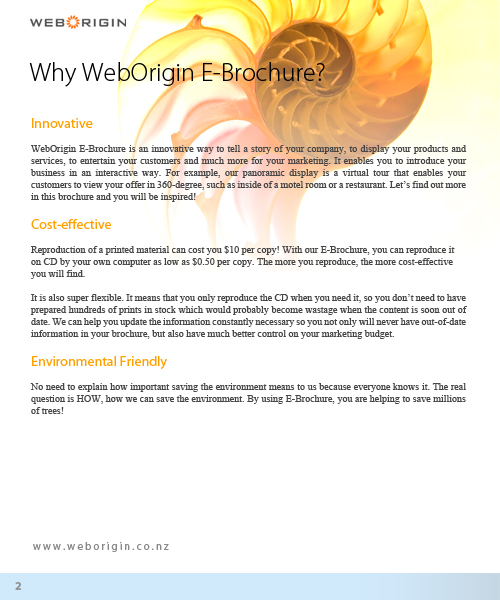 WEBORIGIN
Why WebOrigin E-Brochure?
Innovative
WebOrigin E-Brochure is an innovative way to tell a story of your company, to display your products and
services, to entertain your customers and much more for your marketing. It enables you to introduce your
business in an interactive way. For example, our panoramic display is a virtual tour that enables your
customers to view your offer in 360-degree, such as inside of a motel room or a restaurant. Let’s find out more
in this brochure and you will be inspired!
Cost-effective
Reproduction of a printed material can cost you $10 per copy! With our E-Brochure, you can reproduce it
on CD by your own computer as low as $0.50 per copy. The more you reproduce, the more cost-effective
you will find.
It is also super flexible. It means that you only reproduce the CD when you need it, so you don’t need to have
prepared hundreds of prints in stock which would probably become wastage when the content is soon out of
date. We can help you update the information constantly necessary so you not only will never have out-of-date
information in your brochure, but also have much better control on your marketing budget.
Environmental Friendly
No need to explain how important saving the environment means to us because everyone knows it. The real
question is HOW, how we can save the environment. By using E-Brochure, you are helping to save millions
of trees!
www.weborigin.co.nz
2